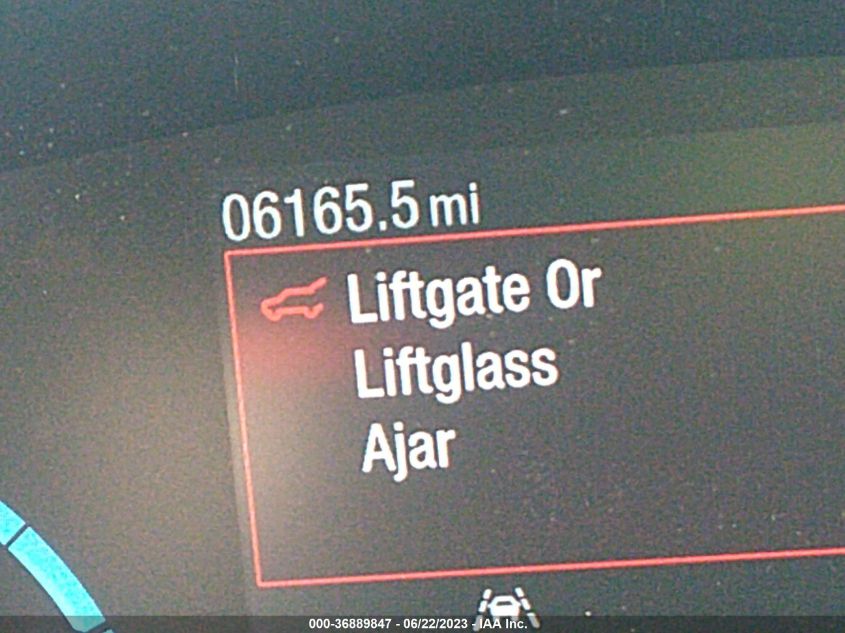 06165.5 mi
Liftgate Or
Liftglass
Ajar
000-36889847 - 06/22/2023 - IAA Inc.